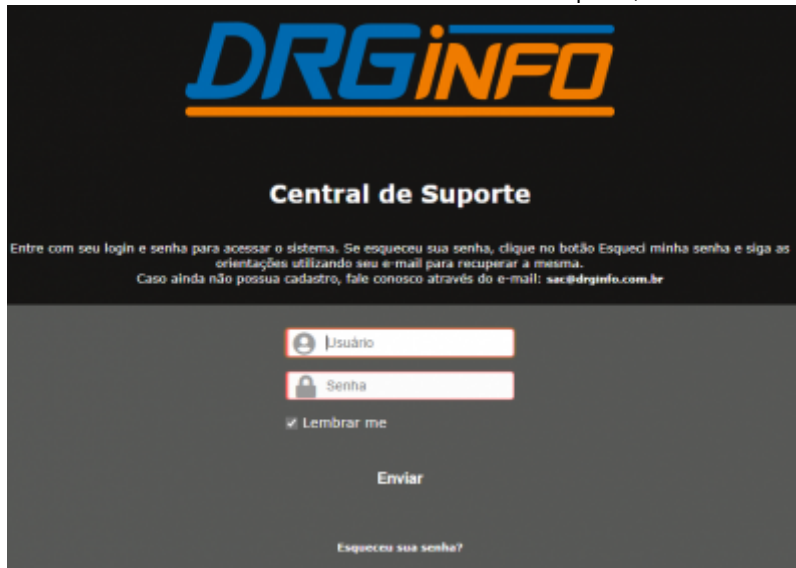 DRGiNFO
Central de Suporte
Entre com seu login e senha para acessar o sistema. Se esqueceu sua senha, clique no botão Esqueci minha senha e siga as
orientações utilizando seu e-mail para recuperar a mesma.
Caso ainda não possua cadastro, fale conosco através do e-mail: sac@drginfo.com.br
Usuário
Senha
Lembrar me
Enviar
Esqueceu sua senha?